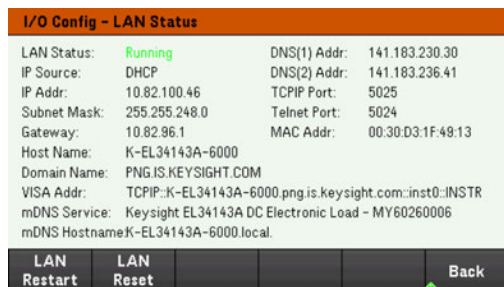 I/O Config - LAN Status
LAN Status: Running DNS(1) Addr: 141.183.230.30
IP Source: DHCP DNS(2) Addr: 141.183.236.41
IP Addr: 10.82.100.46 TCPIP Port: 5025
Subnet Mask: 255.255.248.0 Telnet Port: 5024
Gateway: 10.82.96.1 MAC Addr: 00:30:D3:1F:49:13
Host Name: K-EL34143A-6000
Domain Name: PNG.IS.KEYSIGHT.COM
VISA Addr: TCPIP::K-EL34143A-6000.png.is.keysight.com::inst0::INSTR
mDNS Service: Keysight EL34143A DC Electronic Load - MY60260006
mDNS Hostname:K-EL34143A-6000.local.
LAN Restart LAN Reset Back